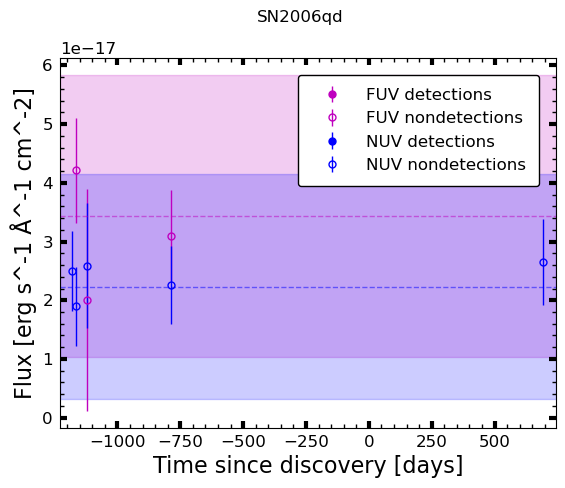 SN2006qd
1e−17
6
5
4
3
2
1
0
Flux [erg s^-1 Å^-1 cm^-2]
FUV detections
FUV nondetections
NUV detections
NUV nondetections
−1000 −750 −500 −250 0 250 500
Time since discovery [days]